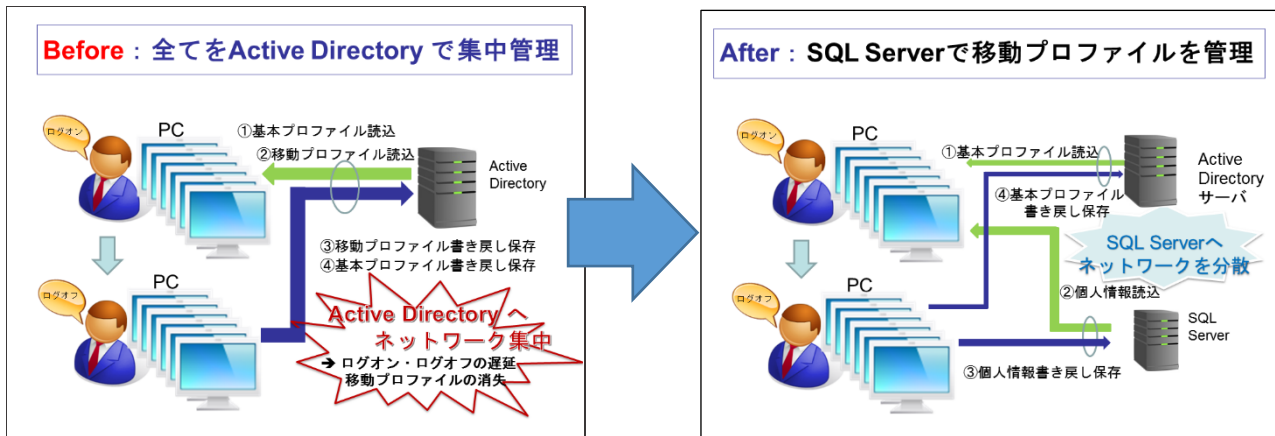 Before：全てをActive Directory で集中管理
ログオン
PC
①基本プロファイル読込
②移動プロファイル読込
Active
Directory
③移動プロファイル書き戻し保存
④基本プロファイル書き戻し保存
ログオフ
PC
Active Directory へ
ネットワーク集中
➔ ログオン・ログオフの遅延
移動プロファイルの消失
After：SQL Serverで移動プロファイルを管理
ログオン
PC
①基本プロファイル読込
Active
Directory
サーバ
④基本プロファイル
書き戻し保存
SQL Serverへ
ネットワークを分散
ログオフ
PC
②個人情報読込
SQL
Server
③個人情報書き戻し保存